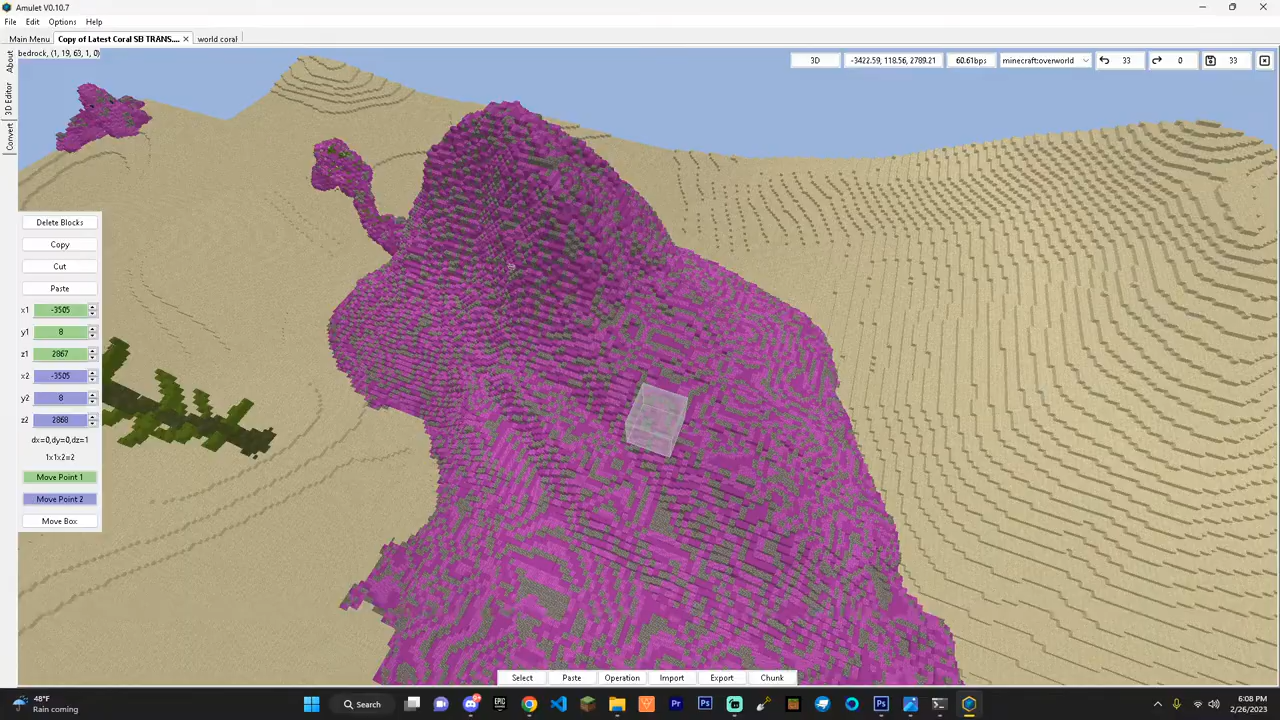 Amulet V0.10.7
File Edit Options Help
Main Menu Copy of Latest Coral SB TRANS.... world coral
bedrock, (1, 19, 63, 1, 0)
3D -3422.59, 118.56, 2789.21 60.61bps minecraft:overworld 33 0 33
About
3D Editor
Convert
Delete Blocks
Copy
Cut
Paste
x1 -3505
y1 8
z1 2867
x2 -3505
y2 8
z2 2868
dx=0,dy=0,dz=1
1x1x2=2
Move Point 1
Move Point 2
Move Box
Select Paste Operation Import Export Chunk
48°F
Rain coming
Search
6:08 PM
2/26/2023